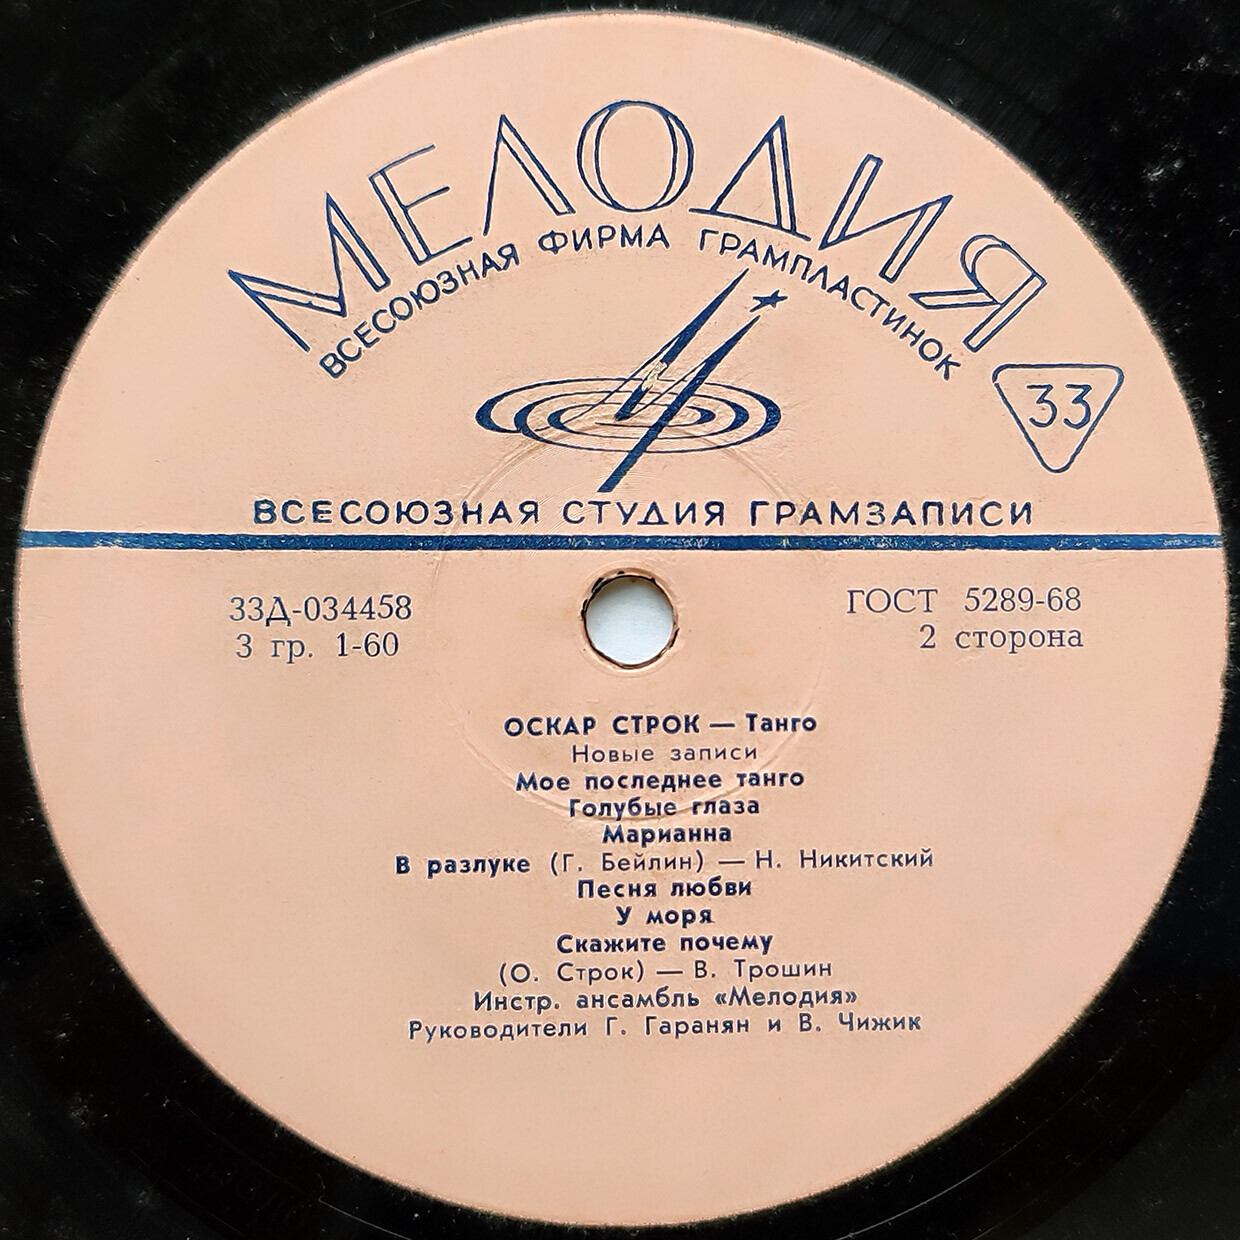 МЕЛОДИЯ
ВСЕСОЮЗНАЯ ФИРМА ГРАМПЛАСТИНОК
33
ВСЕСОЮЗНАЯ СТУДИЯ ГРАМЗАПИСИ
33Д-034458
3 гр. 1-60
ГОСТ 5289-68
2 сторона
ОСКАР СТРОК — Танго
Новые записи
Мое последнее танго
Голубые глаза
Марианна
В разлуке (Г. Бейлин) — Н. Никитский
Песня любви
У моря
Скажите почему
(О. Строк) — В. Трошин
Инстр. ансамбль «Мелодия»
Руководители Г. Гаранян и В. Чижик